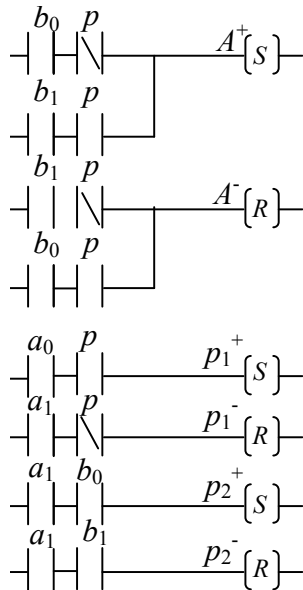 b₀ p A⁺ S
b₁ p
b₁ p A⁻ R
b₀ p
a₀ p p₁⁺ S
a₁ p p₁⁻ R
a₁ b₀ p₂⁺ S
a₁ b₁ p₂⁻ R